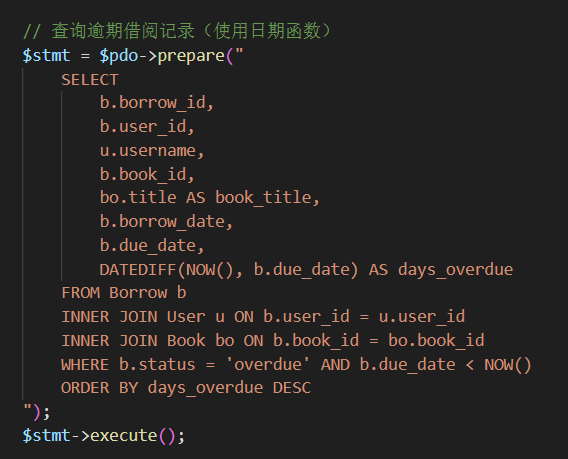 // 查询逾期借阅记录（使用日期函数）
$stmt = $pdo->prepare("
    SELECT
        b.borrow_id,
        b.user_id,
        u.username,
        b.book_id,
        bo.title AS book_title,
        b.borrow_date,
        b.due_date,
        DATEDIFF(NOW(), b.due_date) AS days_overdue
    FROM Borrow b
    INNER JOIN User u ON b.user_id = u.user_id
    INNER JOIN Book bo ON b.book_id = bo.book_id
    WHERE b.status = 'overdue' AND b.due_date < NOW()
    ORDER BY days_overdue DESC
");
$stmt->execute();